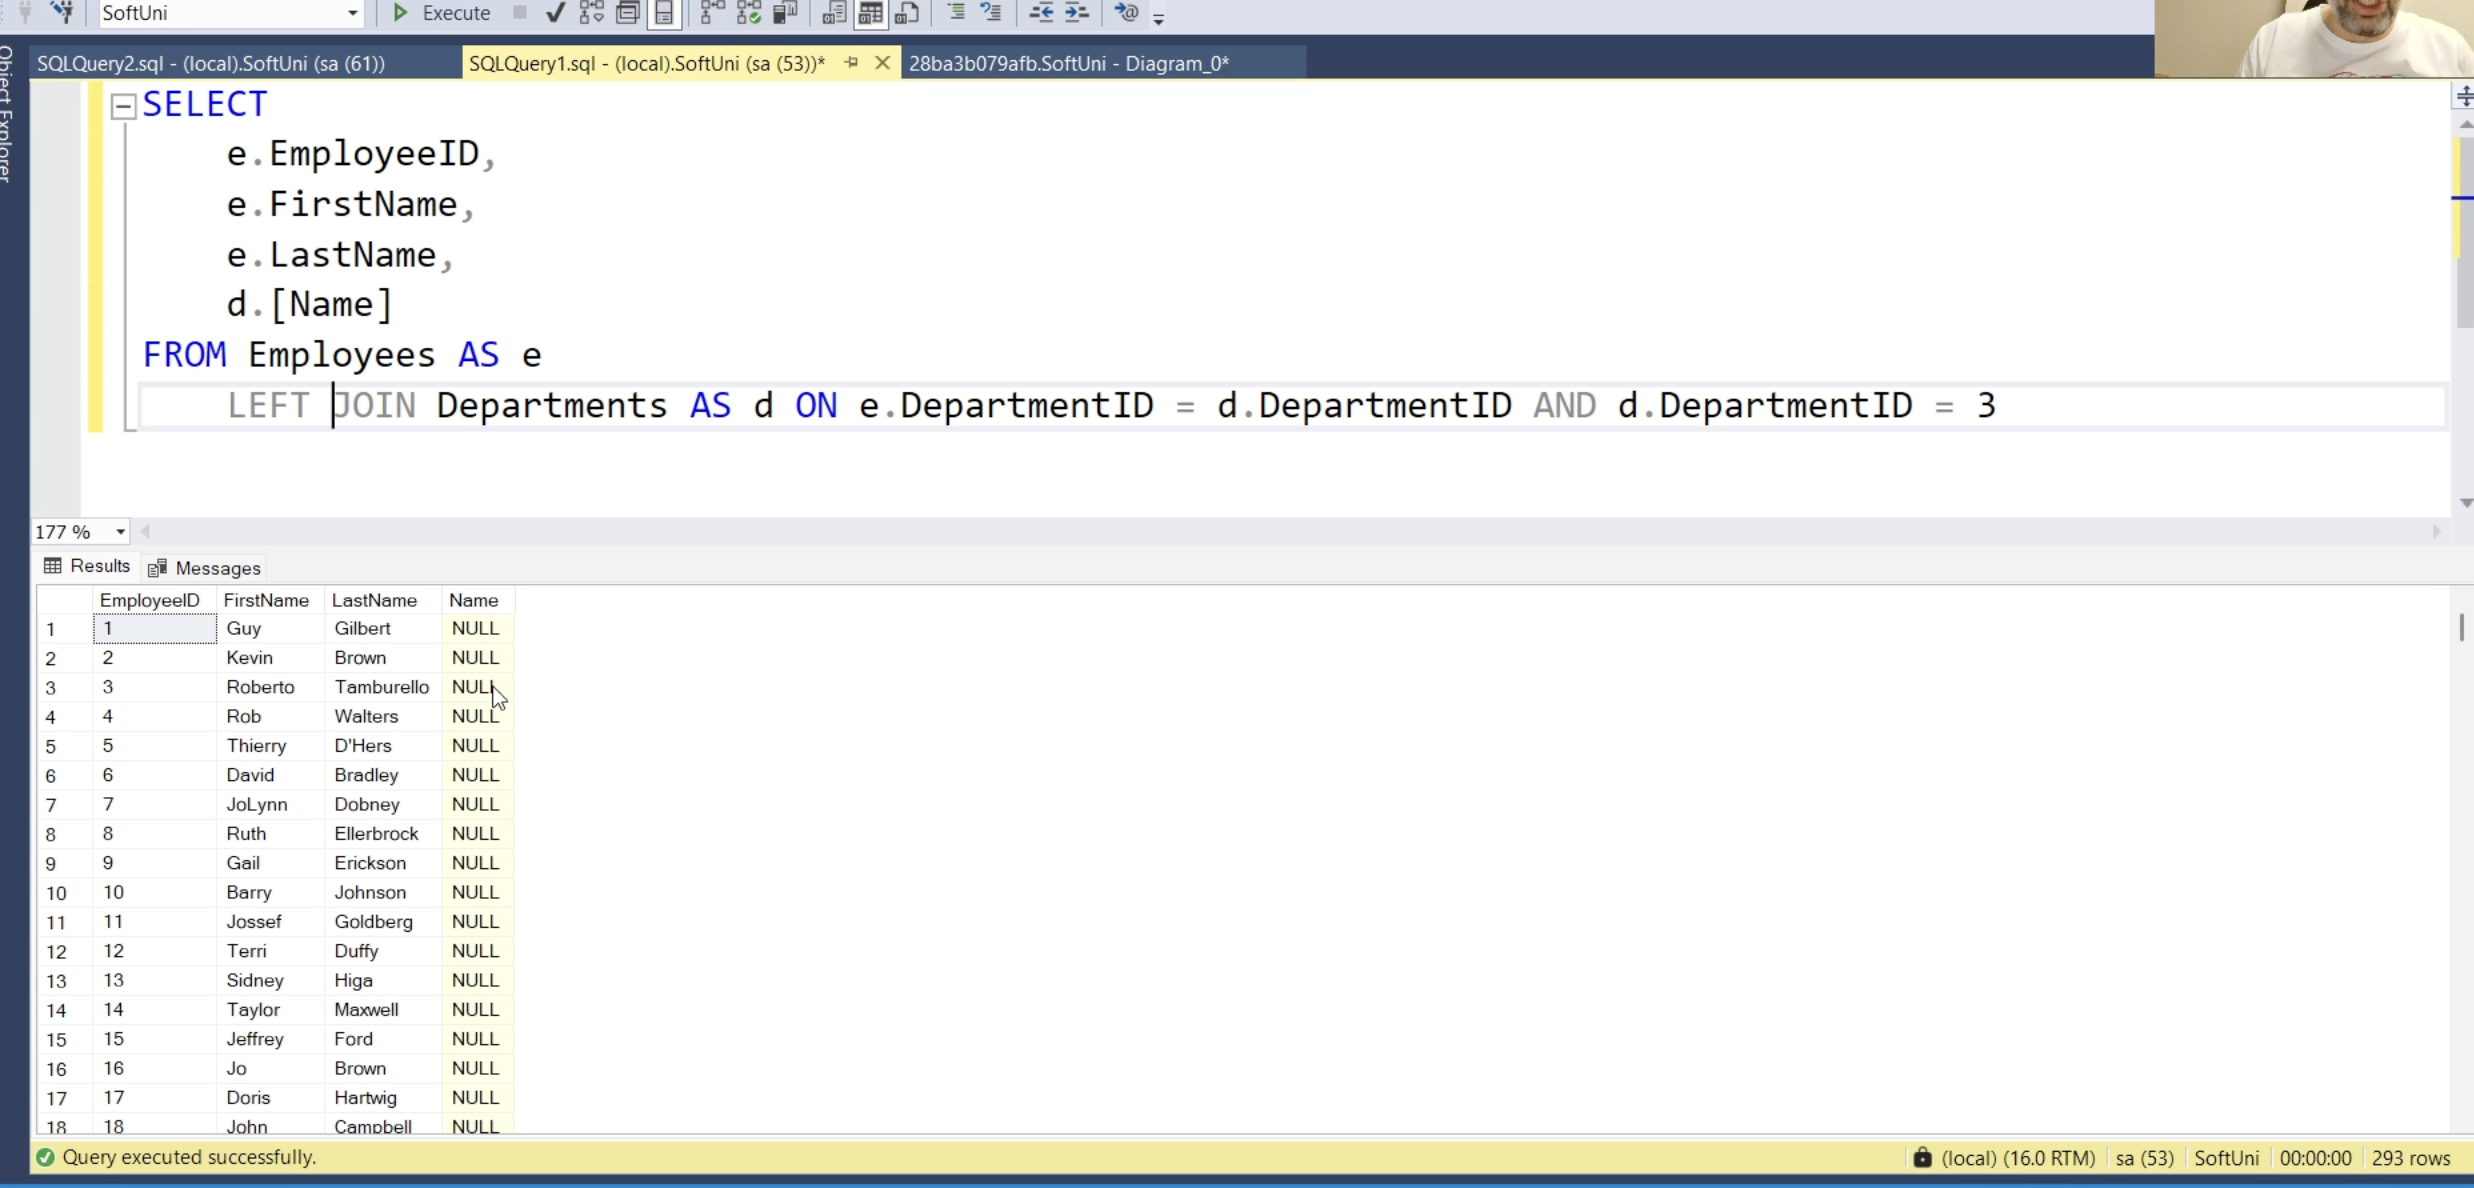 SoftUni Execute
Object Explorer
SQLQuery2.sql - (local).SoftUni (sa (61)) SQLQuery1.sql - (local).SoftUni (sa (53))* 28ba3b079afb.SoftUni - Diagram_0*
SELECT
e.EmployeeID,
e.FirstName,
e.LastName,
d.[Name]
FROM Employees AS e
LEFT JOIN Departments AS d ON e.DepartmentID = d.DepartmentID AND d.DepartmentID = 3
177 %
Results Messages
EmployeeID FirstName LastName Name
1 1 Guy Gilbert NULL
2 2 Kevin Brown NULL
3 3 Roberto Tamburello NULL
4 4 Rob Walters NULL
5 5 Thierry D'Hers NULL
6 6 David Bradley NULL
7 7 JoLynn Dobney NULL
8 8 Ruth Ellerbrock NULL
9 9 Gail Erickson NULL
10 10 Barry Johnson NULL
11 11 Jossef Goldberg NULL
12 12 Terri Duffy NULL
13 13 Sidney Higa NULL
14 14 Taylor Maxwell NULL
15 15 Jeffrey Ford NULL
16 16 Jo Brown NULL
17 17 Doris Hartwig NULL
18 18 John Campbell NULL
Query executed successfully. (local) (16.0 RTM) sa (53) SoftUni 00:00:00 293 rows